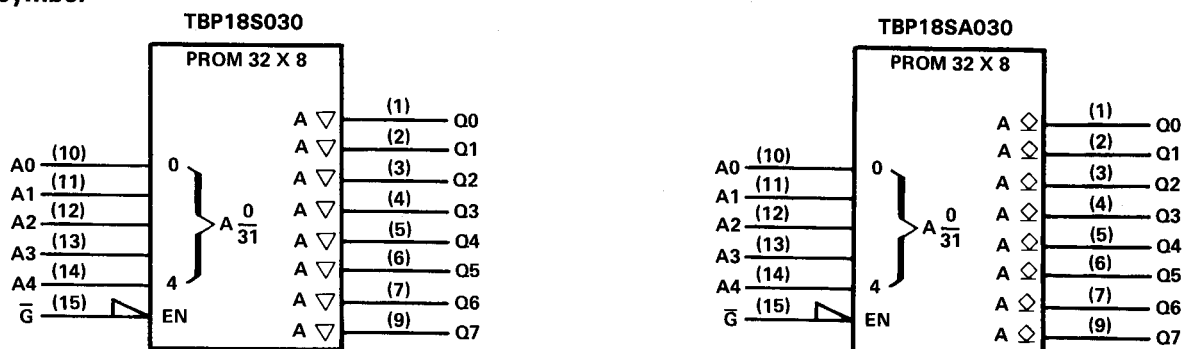 TBP18S030
PROM 32 X 8
A (1) Q0
A (2) Q1
A0 (10) 0 A (3) Q2
A1 (11) A (4) Q3
A2 (12) A 0/31 A (5) Q4
A3 (13) A (6) Q5
A4 (14) 4 A (7) Q6
G̅ (15) EN A (9) Q7
TBP18SA030
PROM 32 X 8
A (1) Q0
A (2) Q1
A0 (10) 0 A (3) Q2
A1 (11) A (4) Q3
A2 (12) A 0/31 A (5) Q4
A3 (13) A (6) Q5
A4 (14) 4 A (7) Q6
G̅ (15) EN A (9) Q7